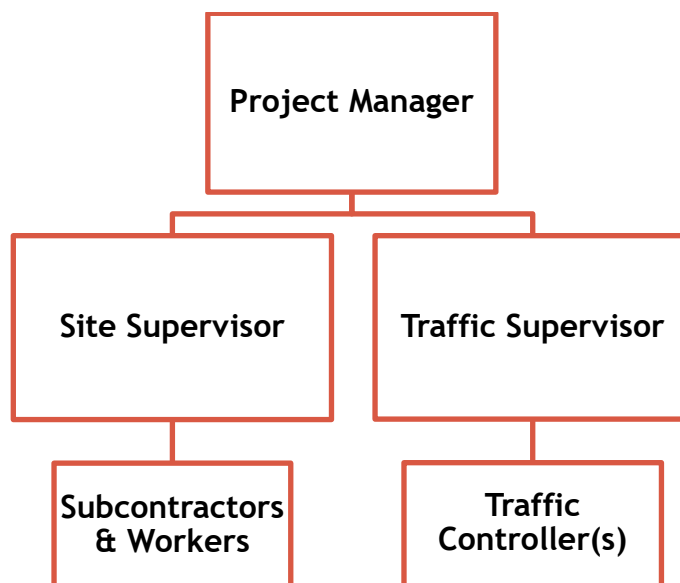 Project Manager
Site Supervisor
Traffic Supervisor
Subcontractors
& Workers
Traffic
Controller(s)